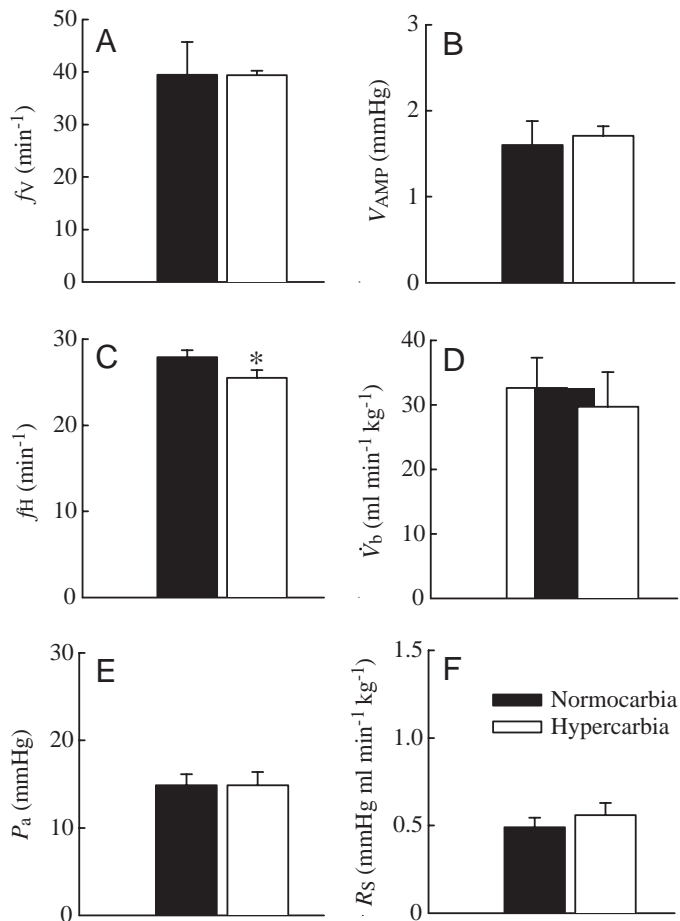 A
50
40
30
20
10
0
fV (min-1)
B
3
2
1
0
VAMP (mmHg)
C
30
20
10
0
fH (min-1)
*
D
40
30
20
10
0
V̇b (ml min-1 kg-1)
E
30
20
10
0
Pa (mmHg)
F
1.5
1.0
0.5
0
RS (mmHg ml min-1 kg-1)
Normocarbia
Hypercarbia